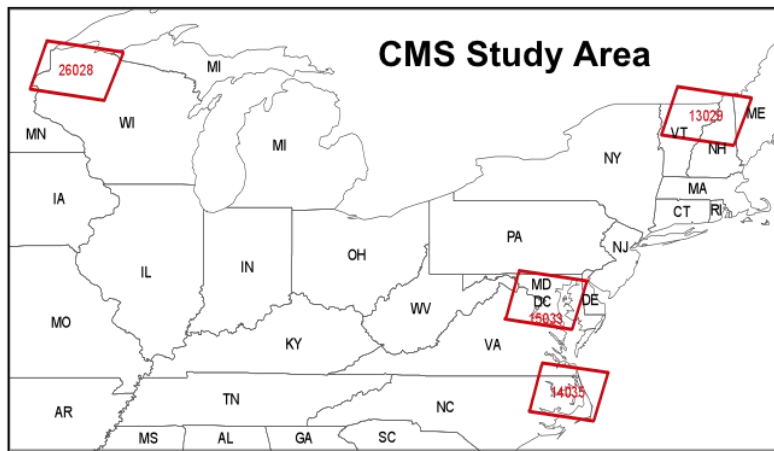 CMS Study Area
26028
MI
13029
ME
MN
WI
MI
VT
NH
NY
MA
IA
CT
RI
PA
NJ
IL
IN
OH
MD
DC
DE
WV
15033
MO
VA
KY
14035
TN
NC
AR
MS
AL
GA
SC